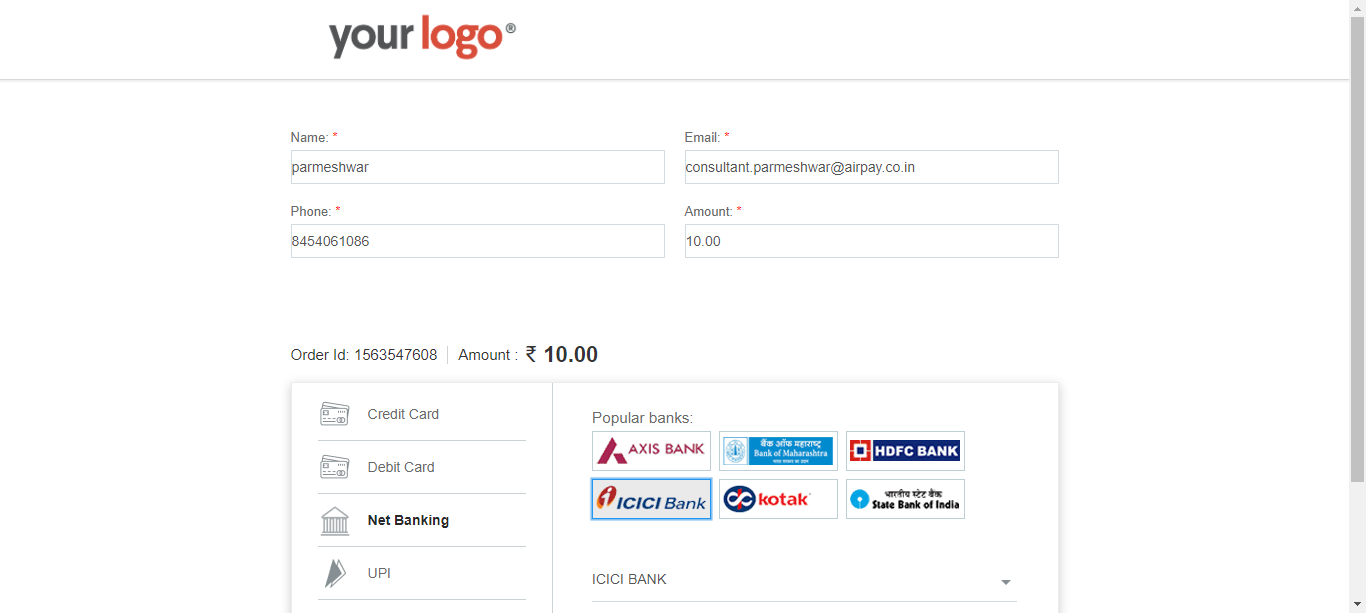 your logo®
Name: *
Email: *
parmeshwar
consultant.parmeshwar@airpay.co.in
Phone: *
Amount: *
8454061086
10.00
Order Id: 1563547608 Amount : ₹ 10.00
Credit Card
Debit Card
Net Banking
UPI
Popular banks:
AXIS BANK
बैंक ऑफ महाराष्ट्र
Bank of Maharashtra
HDFC BANK
ICICI Bank
kotak
भारतीय स्टेट बैंक
State Bank of India
ICICI BANK